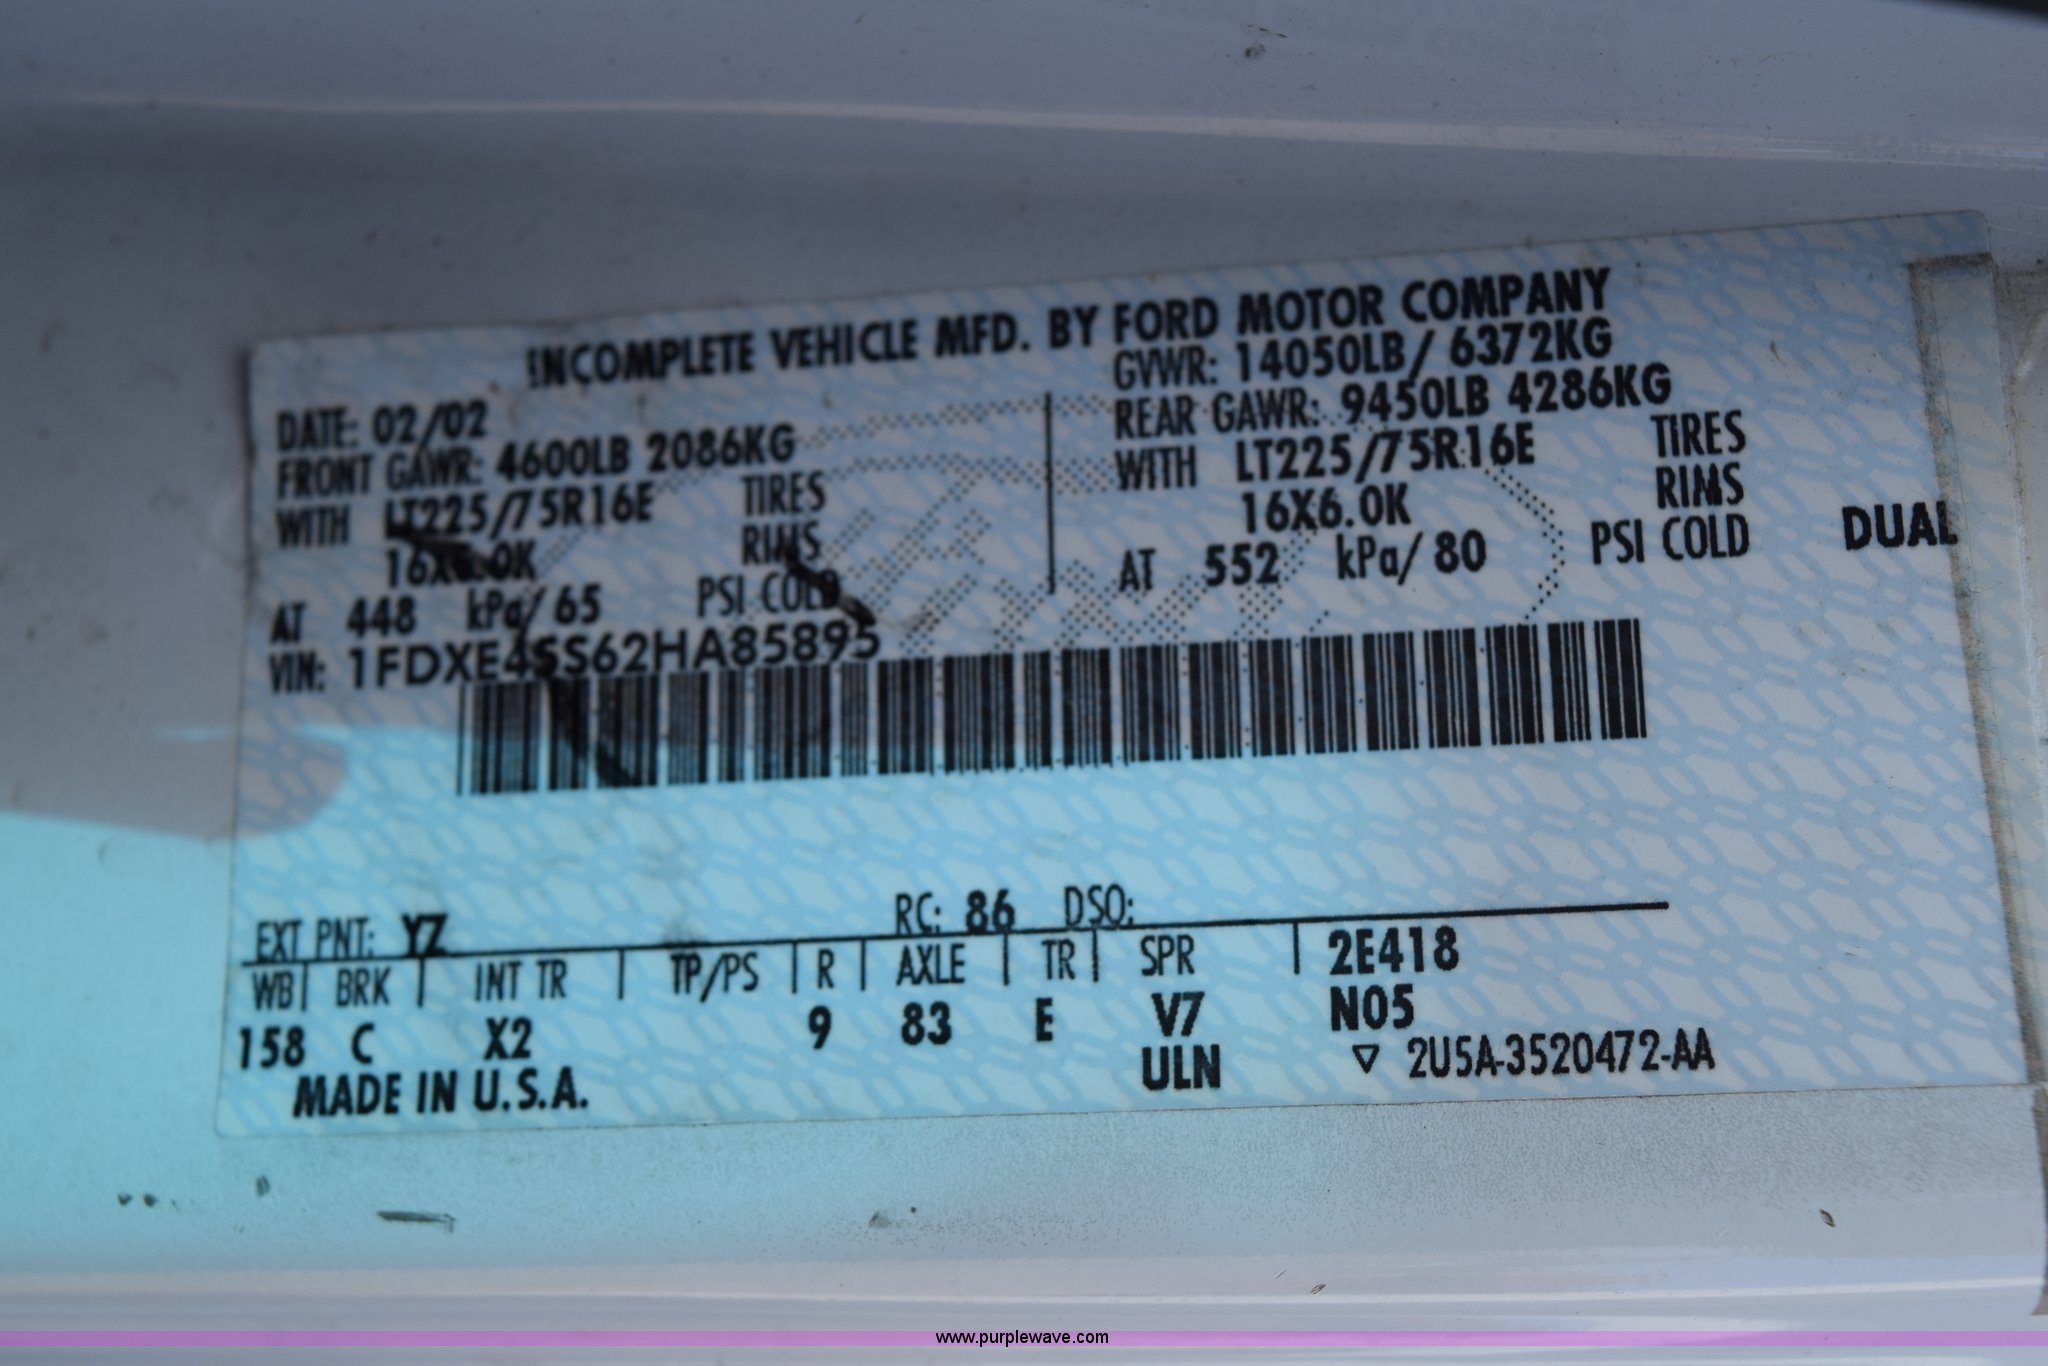 INCOMPLETE VEHICLE MFD. BY FORD MOTOR COMPANY
DATE: 02/02
GVWR: 14050LB/ 6372KG
FRONT GAWR: 4600LB 2086KG
REAR GAWR: 9450LB 4286KG
WITH LT225/75R16E TIRES
WITH LT225/75R16E TIRES
16X6.0K RIMS
16X6.0K RIMS
AT 448 kPa/ 65 PSI COLD
AT 552 kPa/ 80 PSI COLD DUAL
VIN: 1FDXE45S62HA85895
EXT PNT: YZ RC: 86 DSO:
WB BRK INT TR TP/PS R AXLE TR SPR 2E418
158 C X2 9 83 E V7 N05
MADE IN U.S.A. ULN ▽ 2U5A-3520472-AA
www.purplewave.com